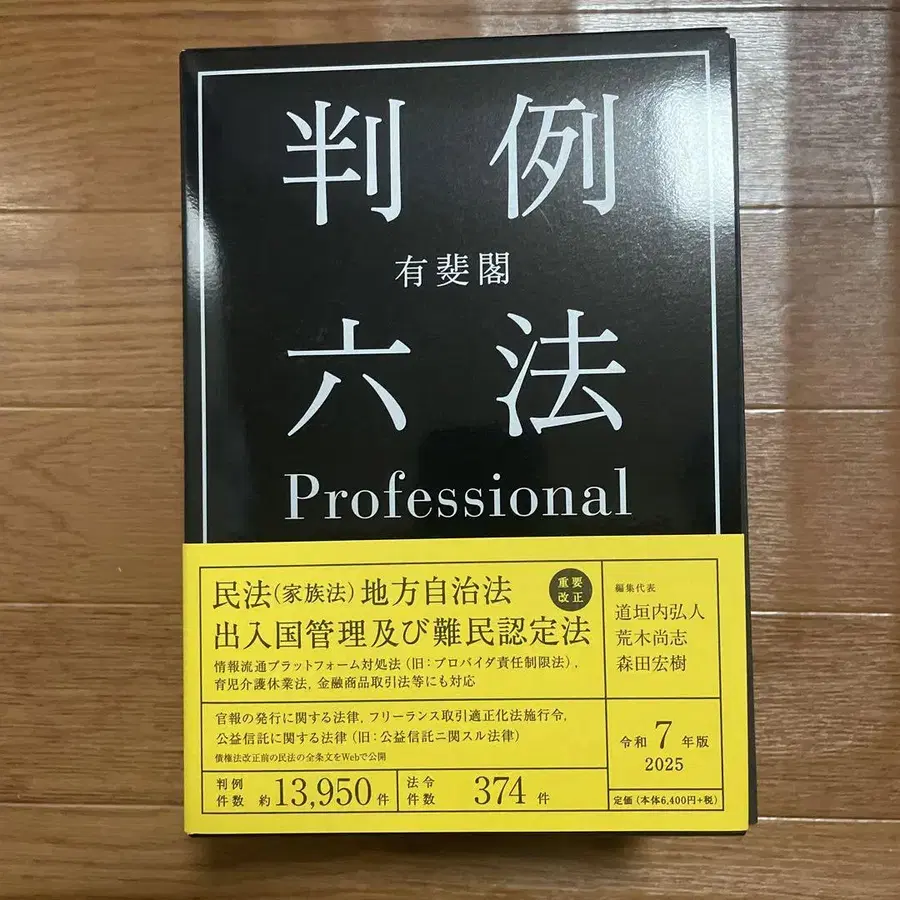 判例
有斐閣
六法
Professional
民法(家族法)地方自治法
重要
改正
出入国管理及び難民認定法
情報流通プラットフォーム対処法(旧:プロバイダ責任制限法),
育児介護休業法, 金融商品取引法等にも対応
官報の発行に関する法律, フリーランス取引適正化法施行令,
公益信託に関する法律(旧:公益信託ニ関スル法律)
債権法改正前の民法の全条文をWebで公開
判例件数 約13,950件
法令件数 374件
編集代表
道垣内弘人
荒木尚志
森田宏樹
令和7年版
2025
定価(本体6,400円+税)